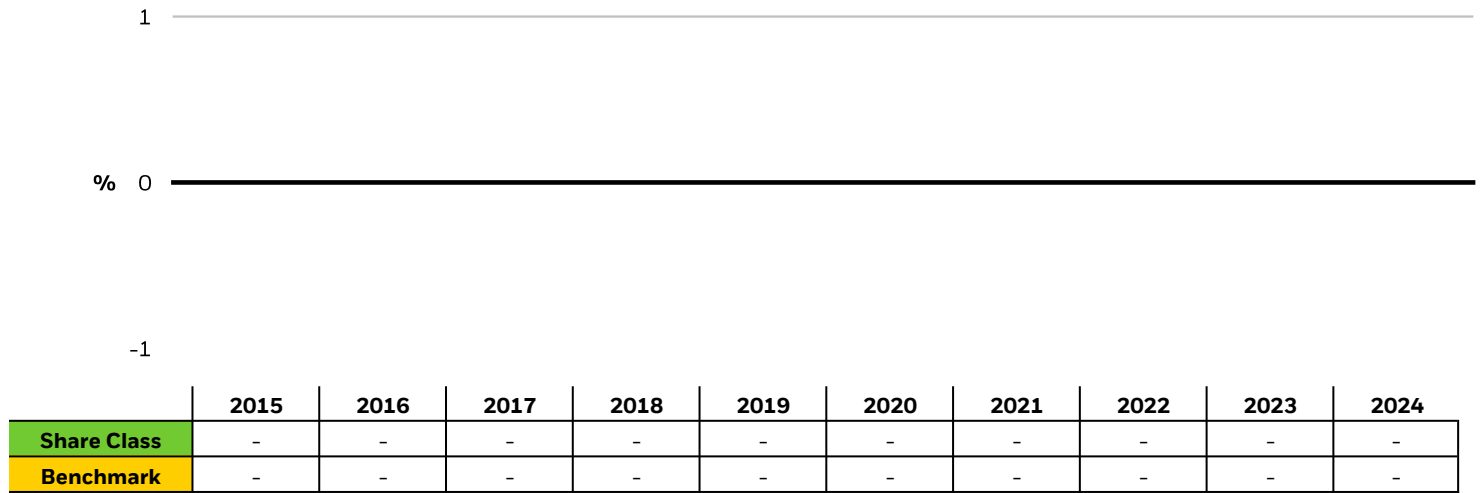 1
% 0
-1
2015 2016 2017 2018 2019 2020 2021 2022 2023 2024
Share Class - - - - - - - - - -
Benchmark - - - - - - - - - -